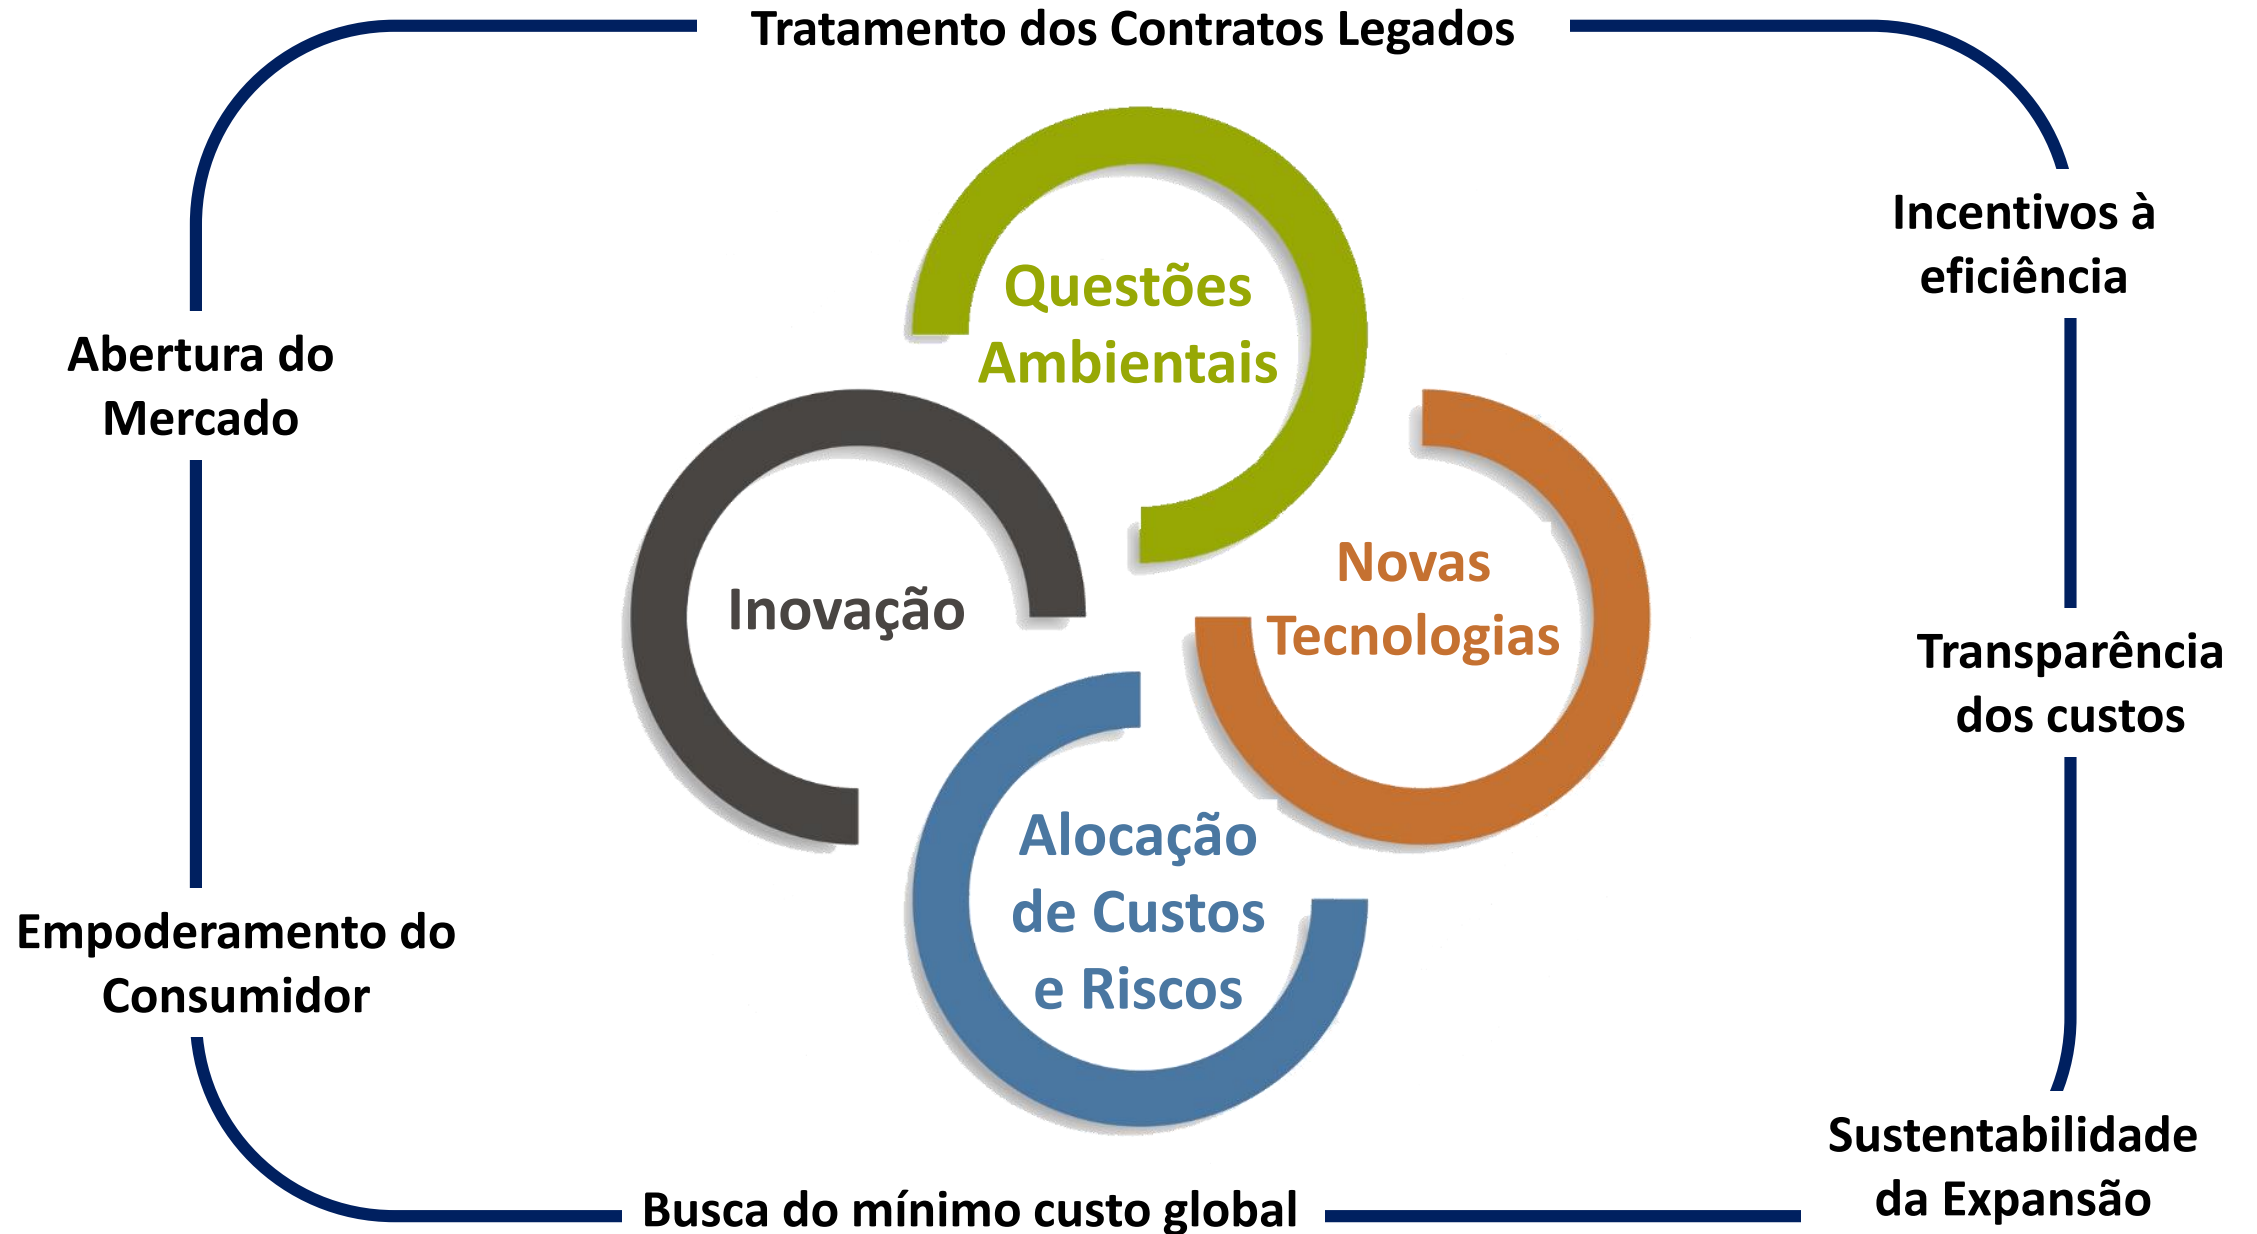 Tratamento dos Contratos Legados
Incentivos à
eficiência
Abertura do
Mercado
Questões
Ambientais
Inovação
Novas
Tecnologias
Transparência
dos custos
Alocação
de Custos
e Riscos
Empoderamento do
Consumidor
Sustentabilidade
da Expansão
Busca do mínimo custo global